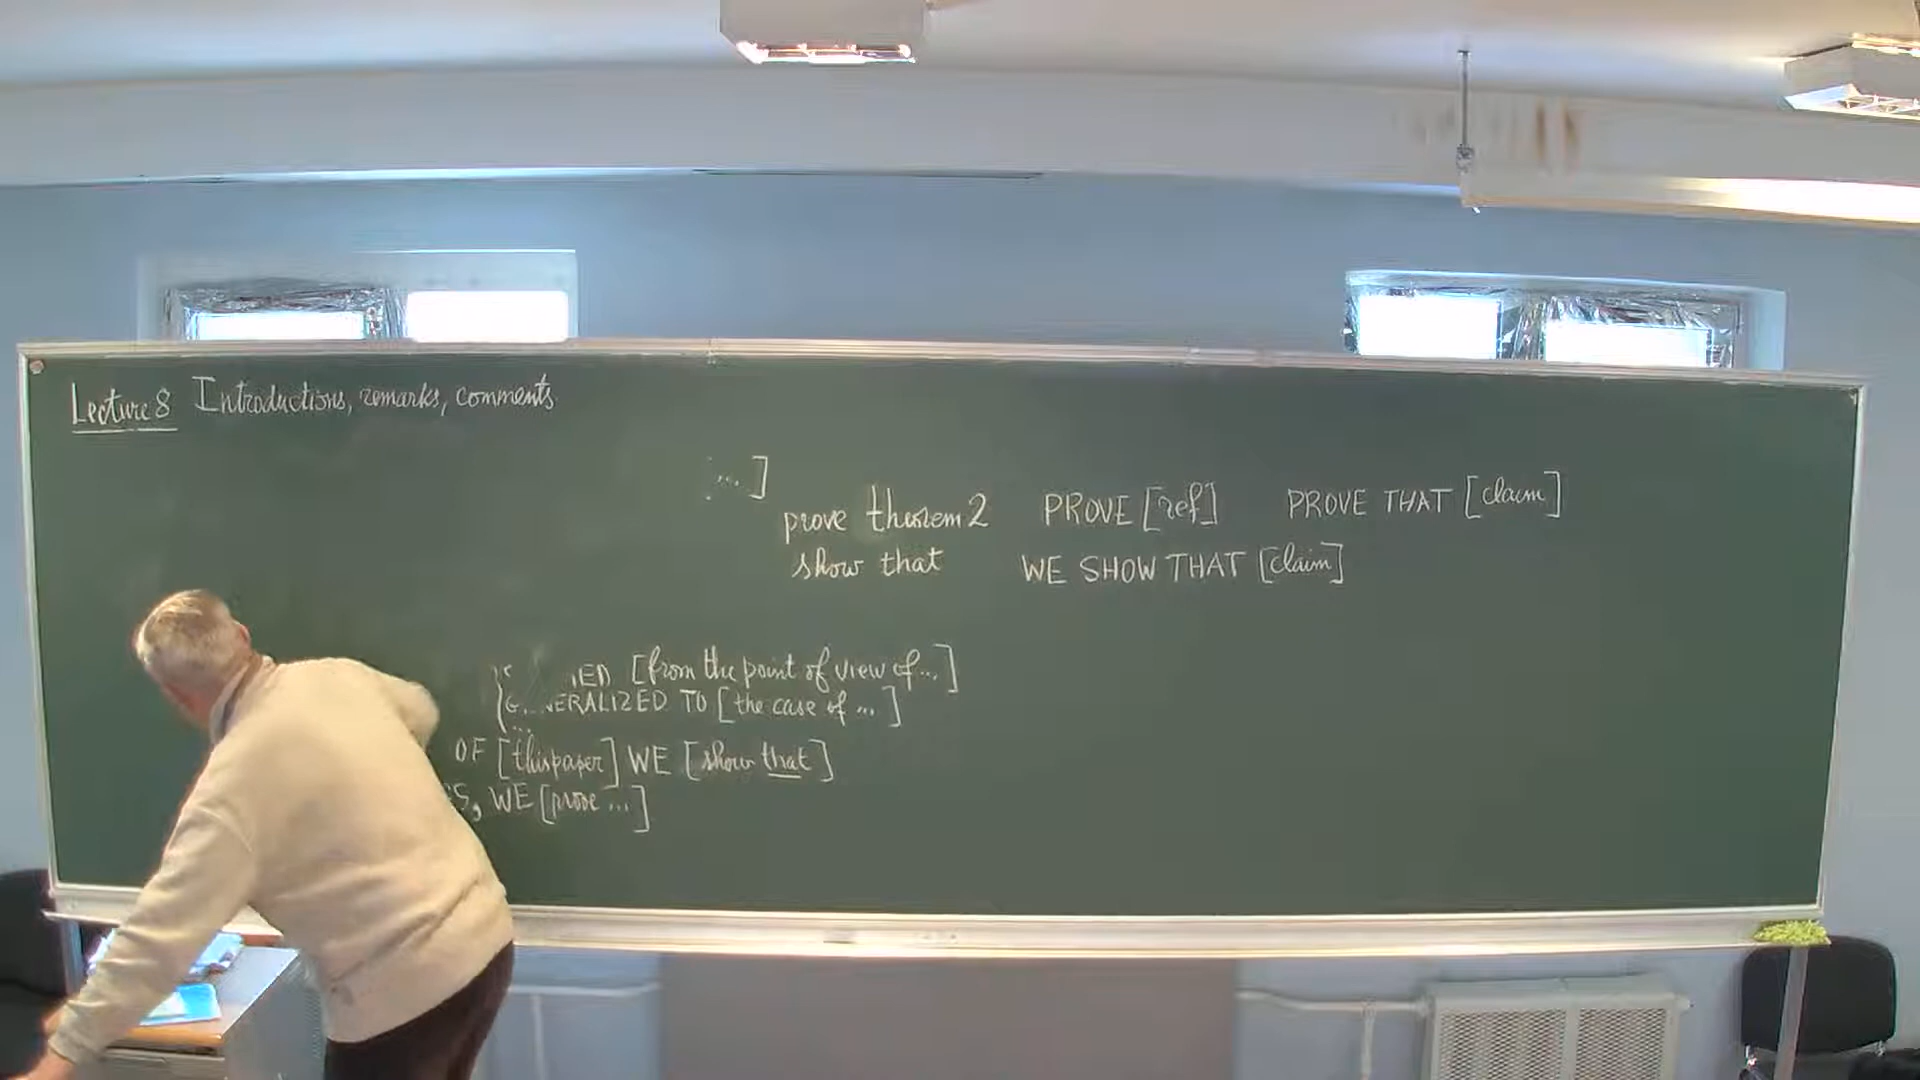 Lecture 8 Introductions, remarks, comments
...]
prove theorem 2 PROVE [ref] PROVE THAT [claim]
show that WE SHOW THAT [claim]
[from the point of view of ...]
GENERALIZED TO [the case of ...]
...
OF [this paper] WE [show that]
WE [prove ...]